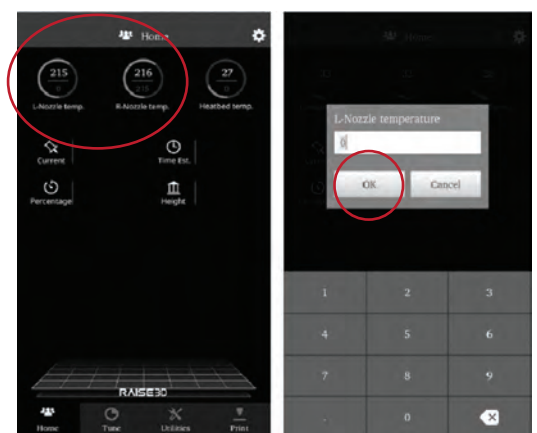 Home
215
0
216
215
27
L-Nozzle temp.
R-Nozzle temp.
Heatbed temp.
Current
Time Est.
Percentage
Height
RAISE3D
Home
Tune
Utilities
Print
Home
L-Nozzle temperature
0
OK
Cancel
1
2
3
4
5
6
7
8
9
.
0